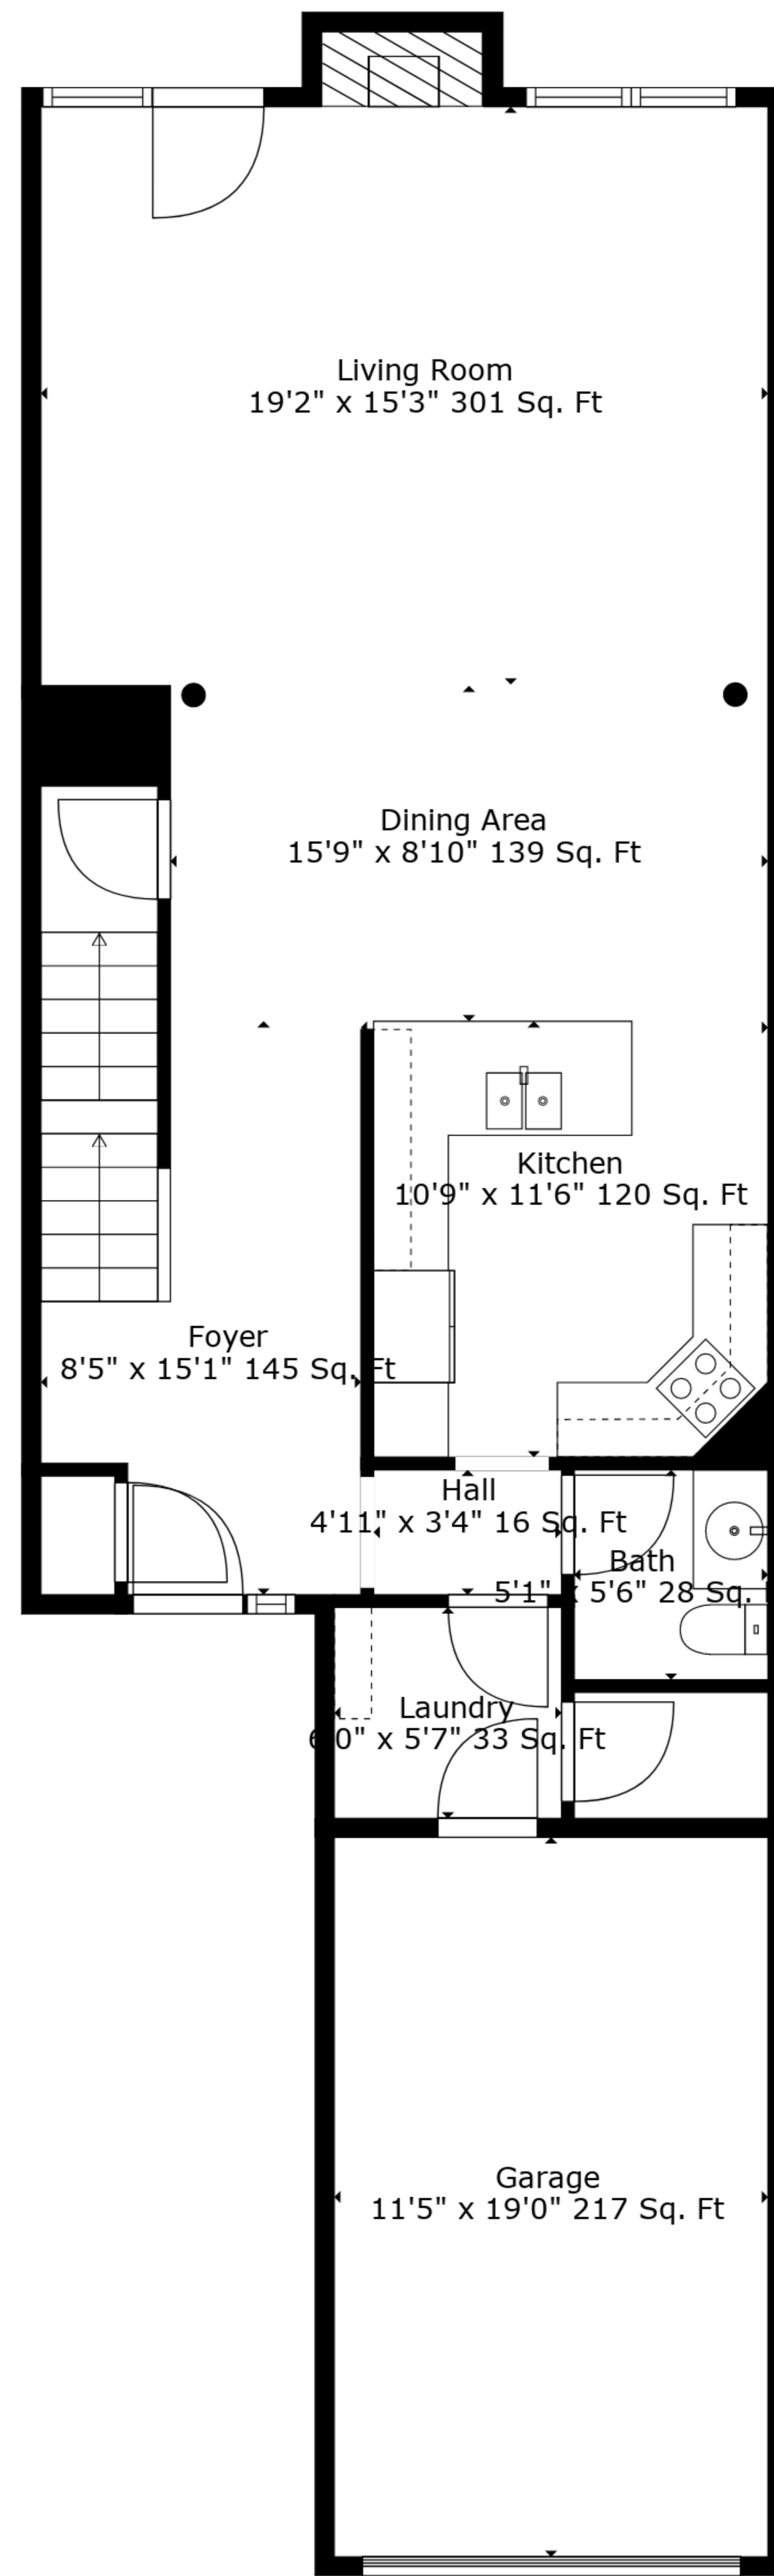 Living Room
19'2" x 15'3" 301 Sq. Ft
Dining Area
15'9" x 8'10" 139 Sq. Ft
Kitchen
10'9" x 11'6" 120 Sq. Ft
Foyer
8'5" x 15'1" 145 Sq. Ft
Hall
4'11" x 3'4" 16 Sq. Ft
Bath
5'1" x 5'6" 28 Sq.
Laundry
6'0" x 5'7" 33 Sq. Ft
Garage
11'5" x 19'0" 217 Sq. Ft